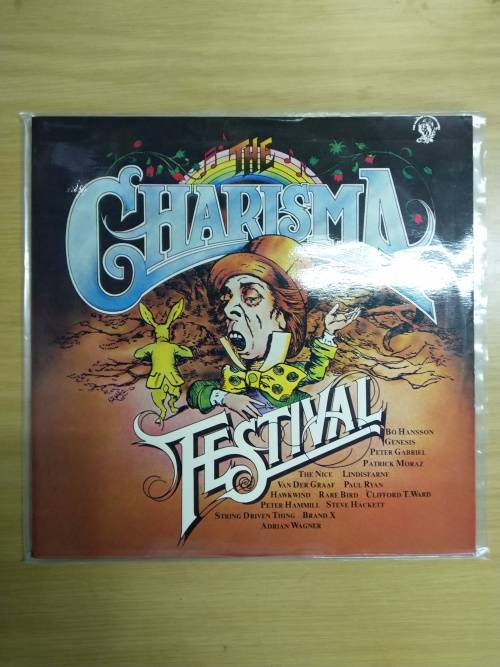 THE
CHARISMA
FESTIVAL
BO HANSSON
GENESIS
PETER GABRIEL
PATRICK MORAZ
THE NICE LINDISFARNE
VAN DER GRAAF PAUL RYAN
HAWKWIND RARE BIRD CLIFFORD T. WARD
PETER HAMMILL STEVE HACKETT
STRING DRIVEN THING BRAND X
ADRIAN WAGNER